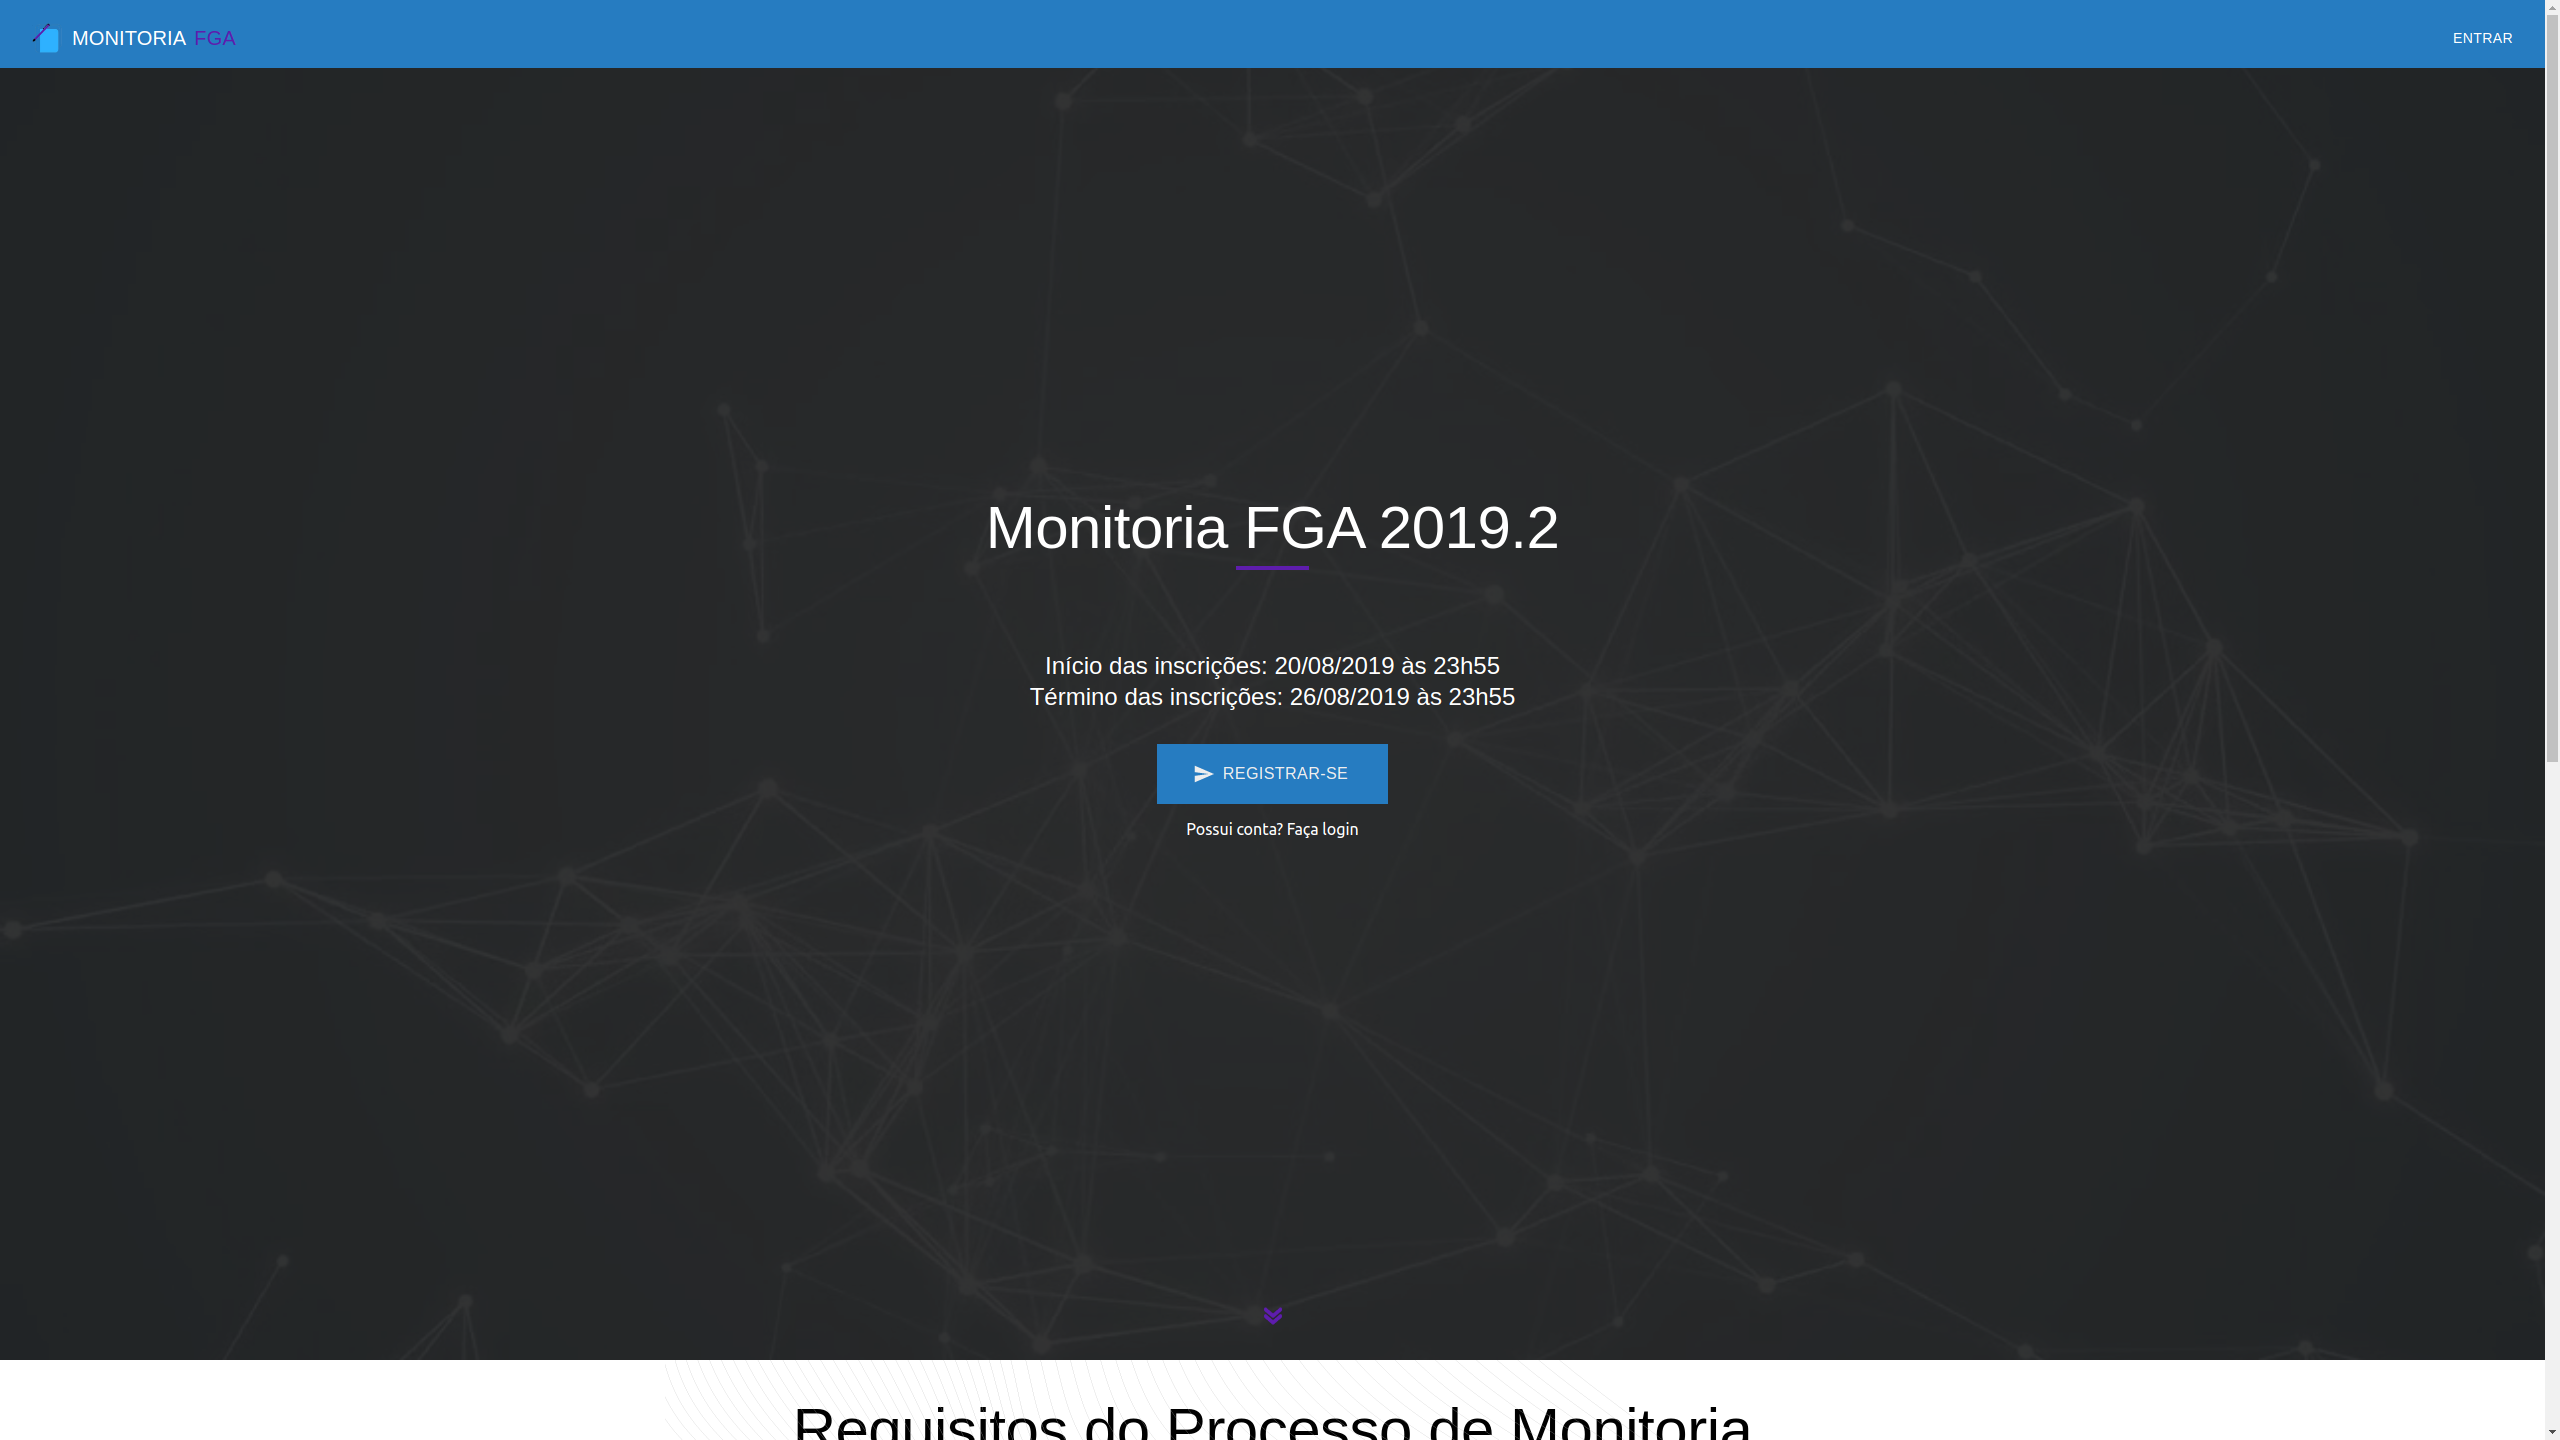 MONITORIA FGA
ENTRAR
Monitoria FGA 2019.2
Início das inscrições: 20/08/2019 às 23h55
Término das inscrições: 26/08/2019 às 23h55
REGISTRAR-SE
Possui conta? Faça login
Requisitos do Processo de Monitoria